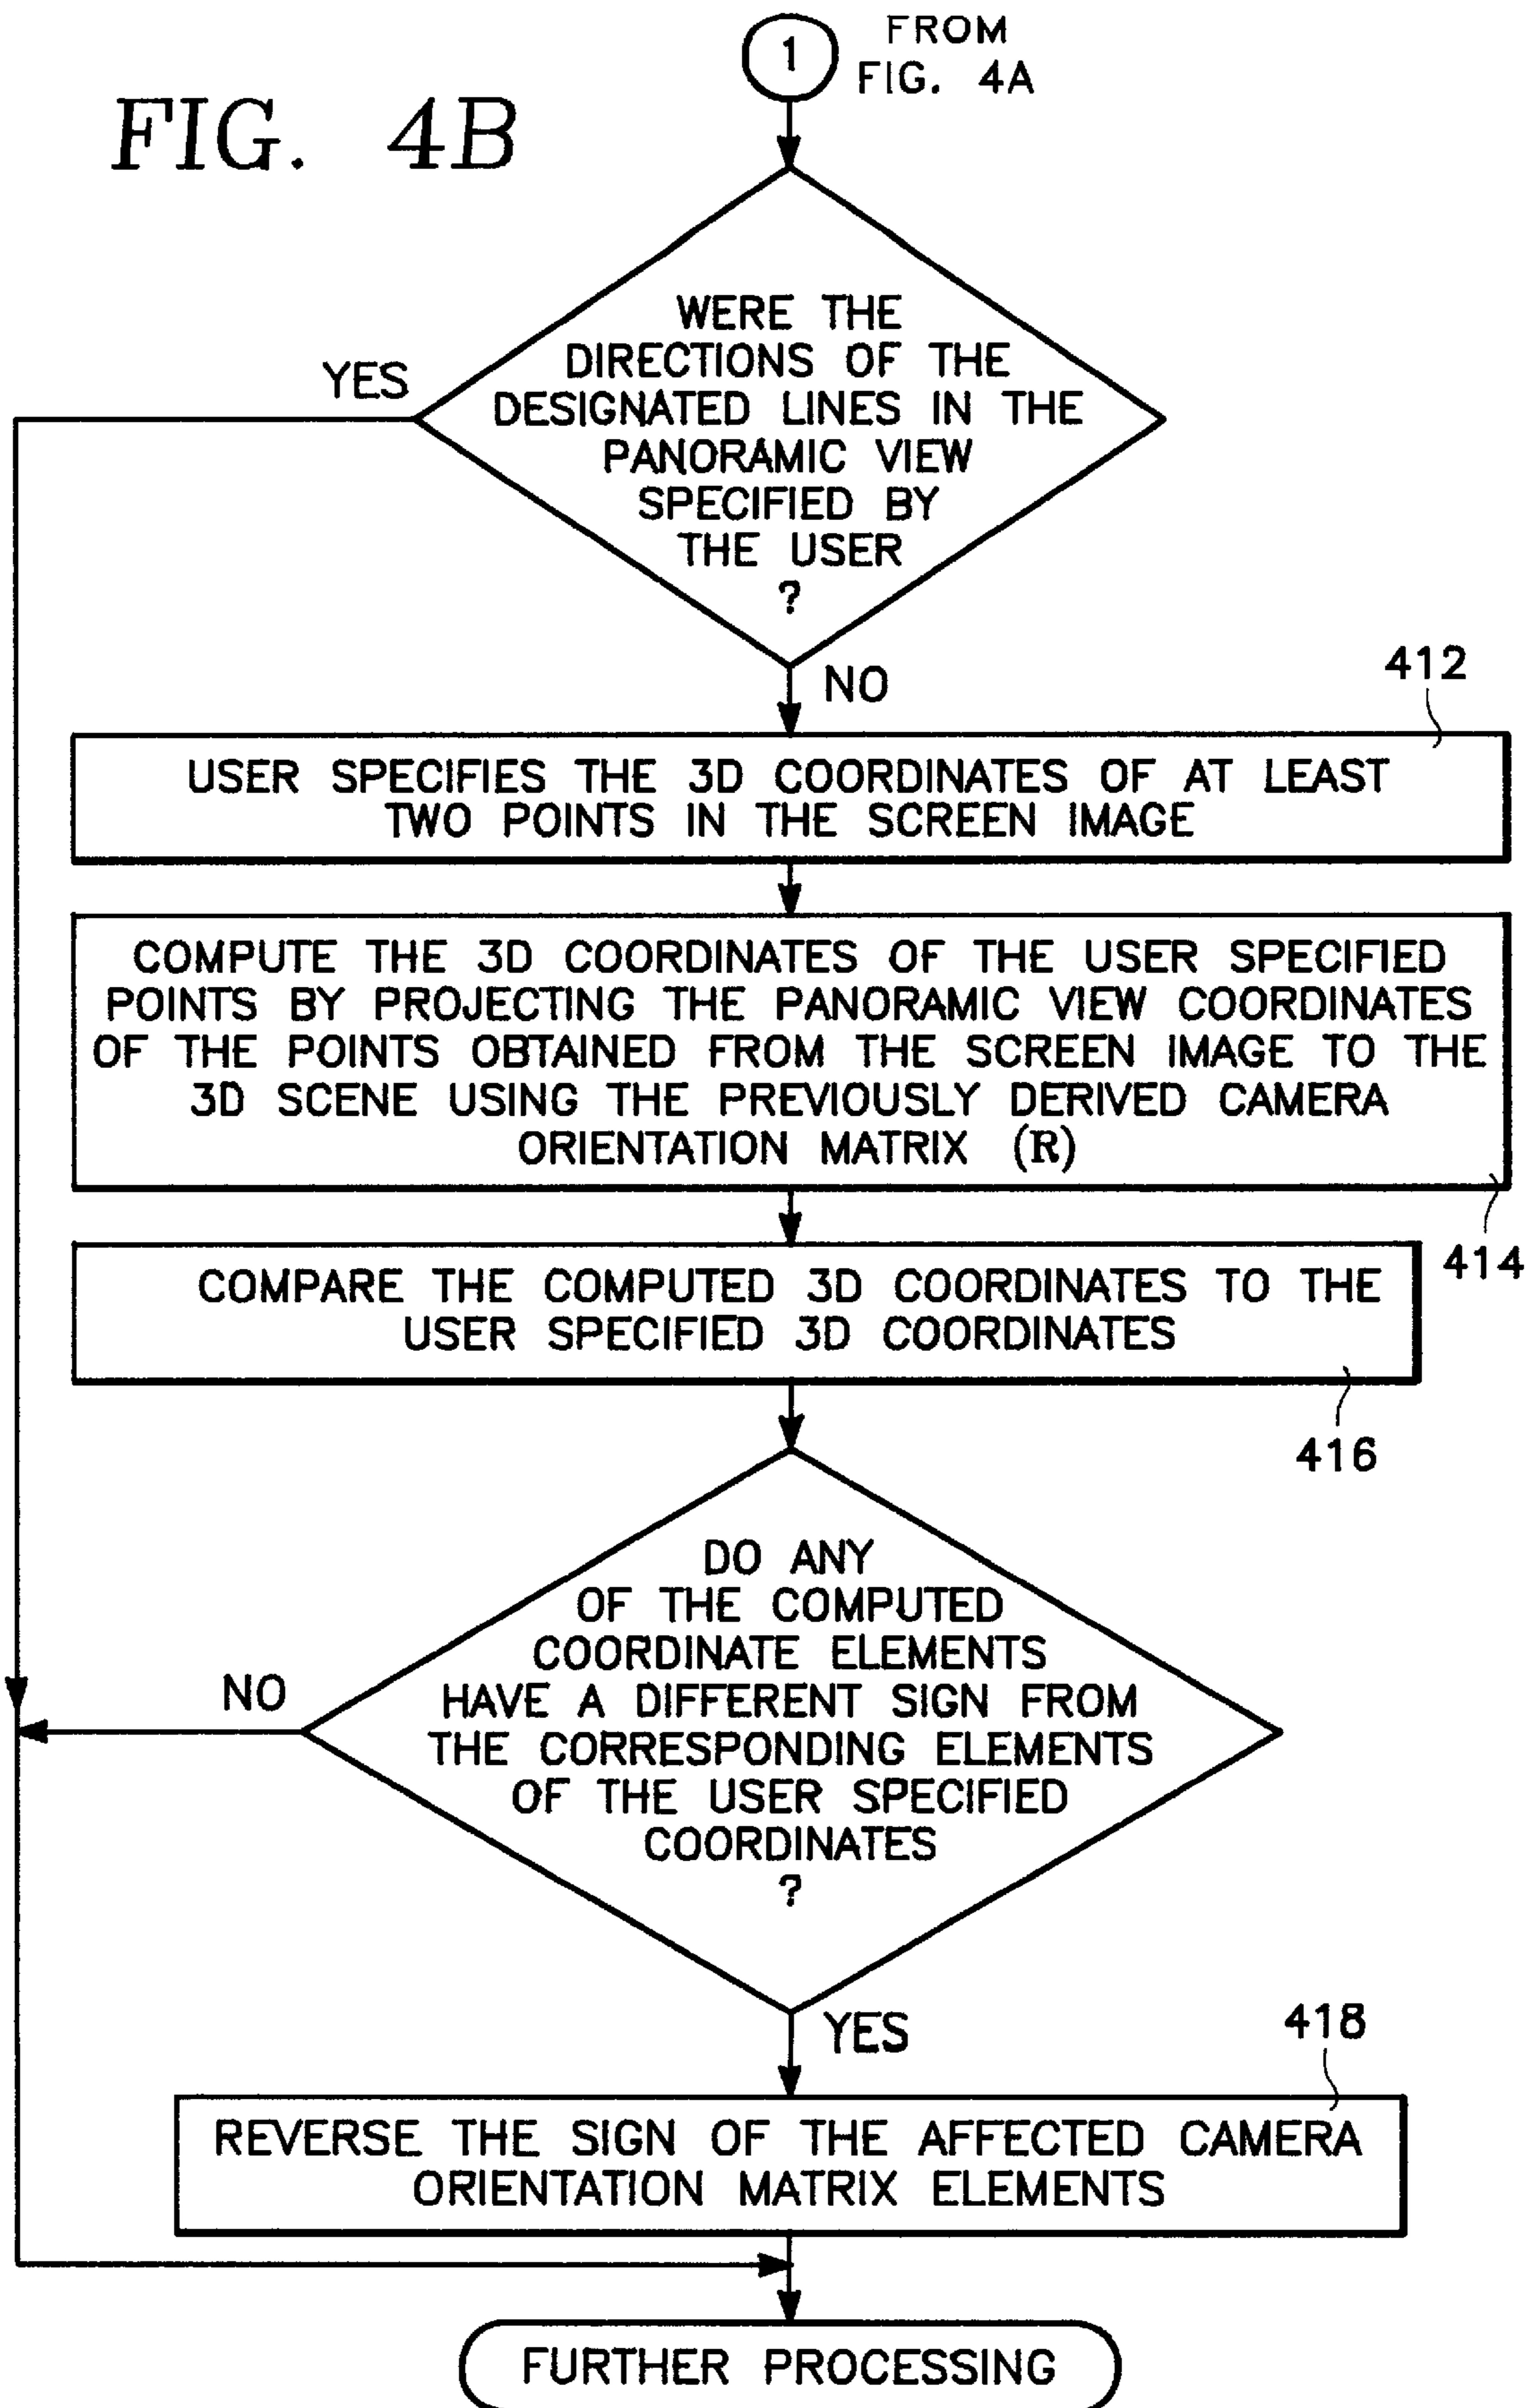 1
FROM
FIG. 4A
FIG. 4B
WERE THE
DIRECTIONS OF THE
DESIGNATED LINES IN THE
PANORAMIC VIEW
SPECIFIED BY
THE USER
?
YES
NO
412
USER SPECIFIES THE 3D COORDINATES OF AT LEAST
TWO POINTS IN THE SCREEN IMAGE
COMPUTE THE 3D COORDINATES OF THE USER SPECIFIED
POINTS BY PROJECTING THE PANORAMIC VIEW COORDINATES
OF THE POINTS OBTAINED FROM THE SCREEN IMAGE TO THE
3D SCENE USING THE PREVIOUSLY DERIVED CAMERA
ORIENTATION MATRIX (R)
414
COMPARE THE COMPUTED 3D COORDINATES TO THE
USER SPECIFIED 3D COORDINATES
416
DO ANY
OF THE COMPUTED
COORDINATE ELEMENTS
HAVE A DIFFERENT SIGN FROM
THE CORRESPONDING ELEMENTS
OF THE USER SPECIFIED
COORDINATES
?
NO
YES
418
REVERSE THE SIGN OF THE AFFECTED CAMERA
ORIENTATION MATRIX ELEMENTS
FURTHER PROCESSING